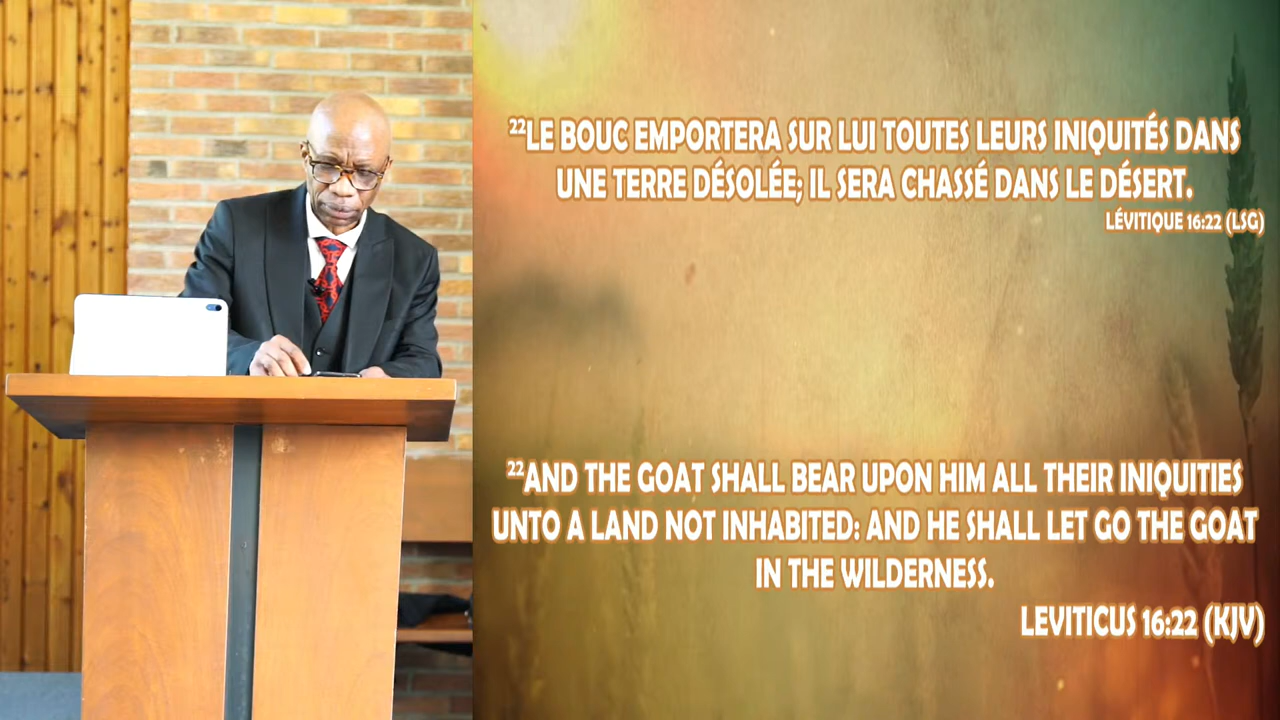 ²²LE BOUC EMPORTERA SUR LUI TOUTES LEURS INIQUITÉS DANS
UNE TERRE DÉSOLÉE; IL SERA CHASSÉ DANS LE DÉSERT.
LÉVITIQUE 16:22 (LSG)
²²AND THE GOAT SHALL BEAR UPON HIM ALL THEIR INIQUITIES
UNTO A LAND NOT INHABITED: AND HE SHALL LET GO THE GOAT
IN THE WILDERNESS.
LEVITICUS 16:22 (KJV)